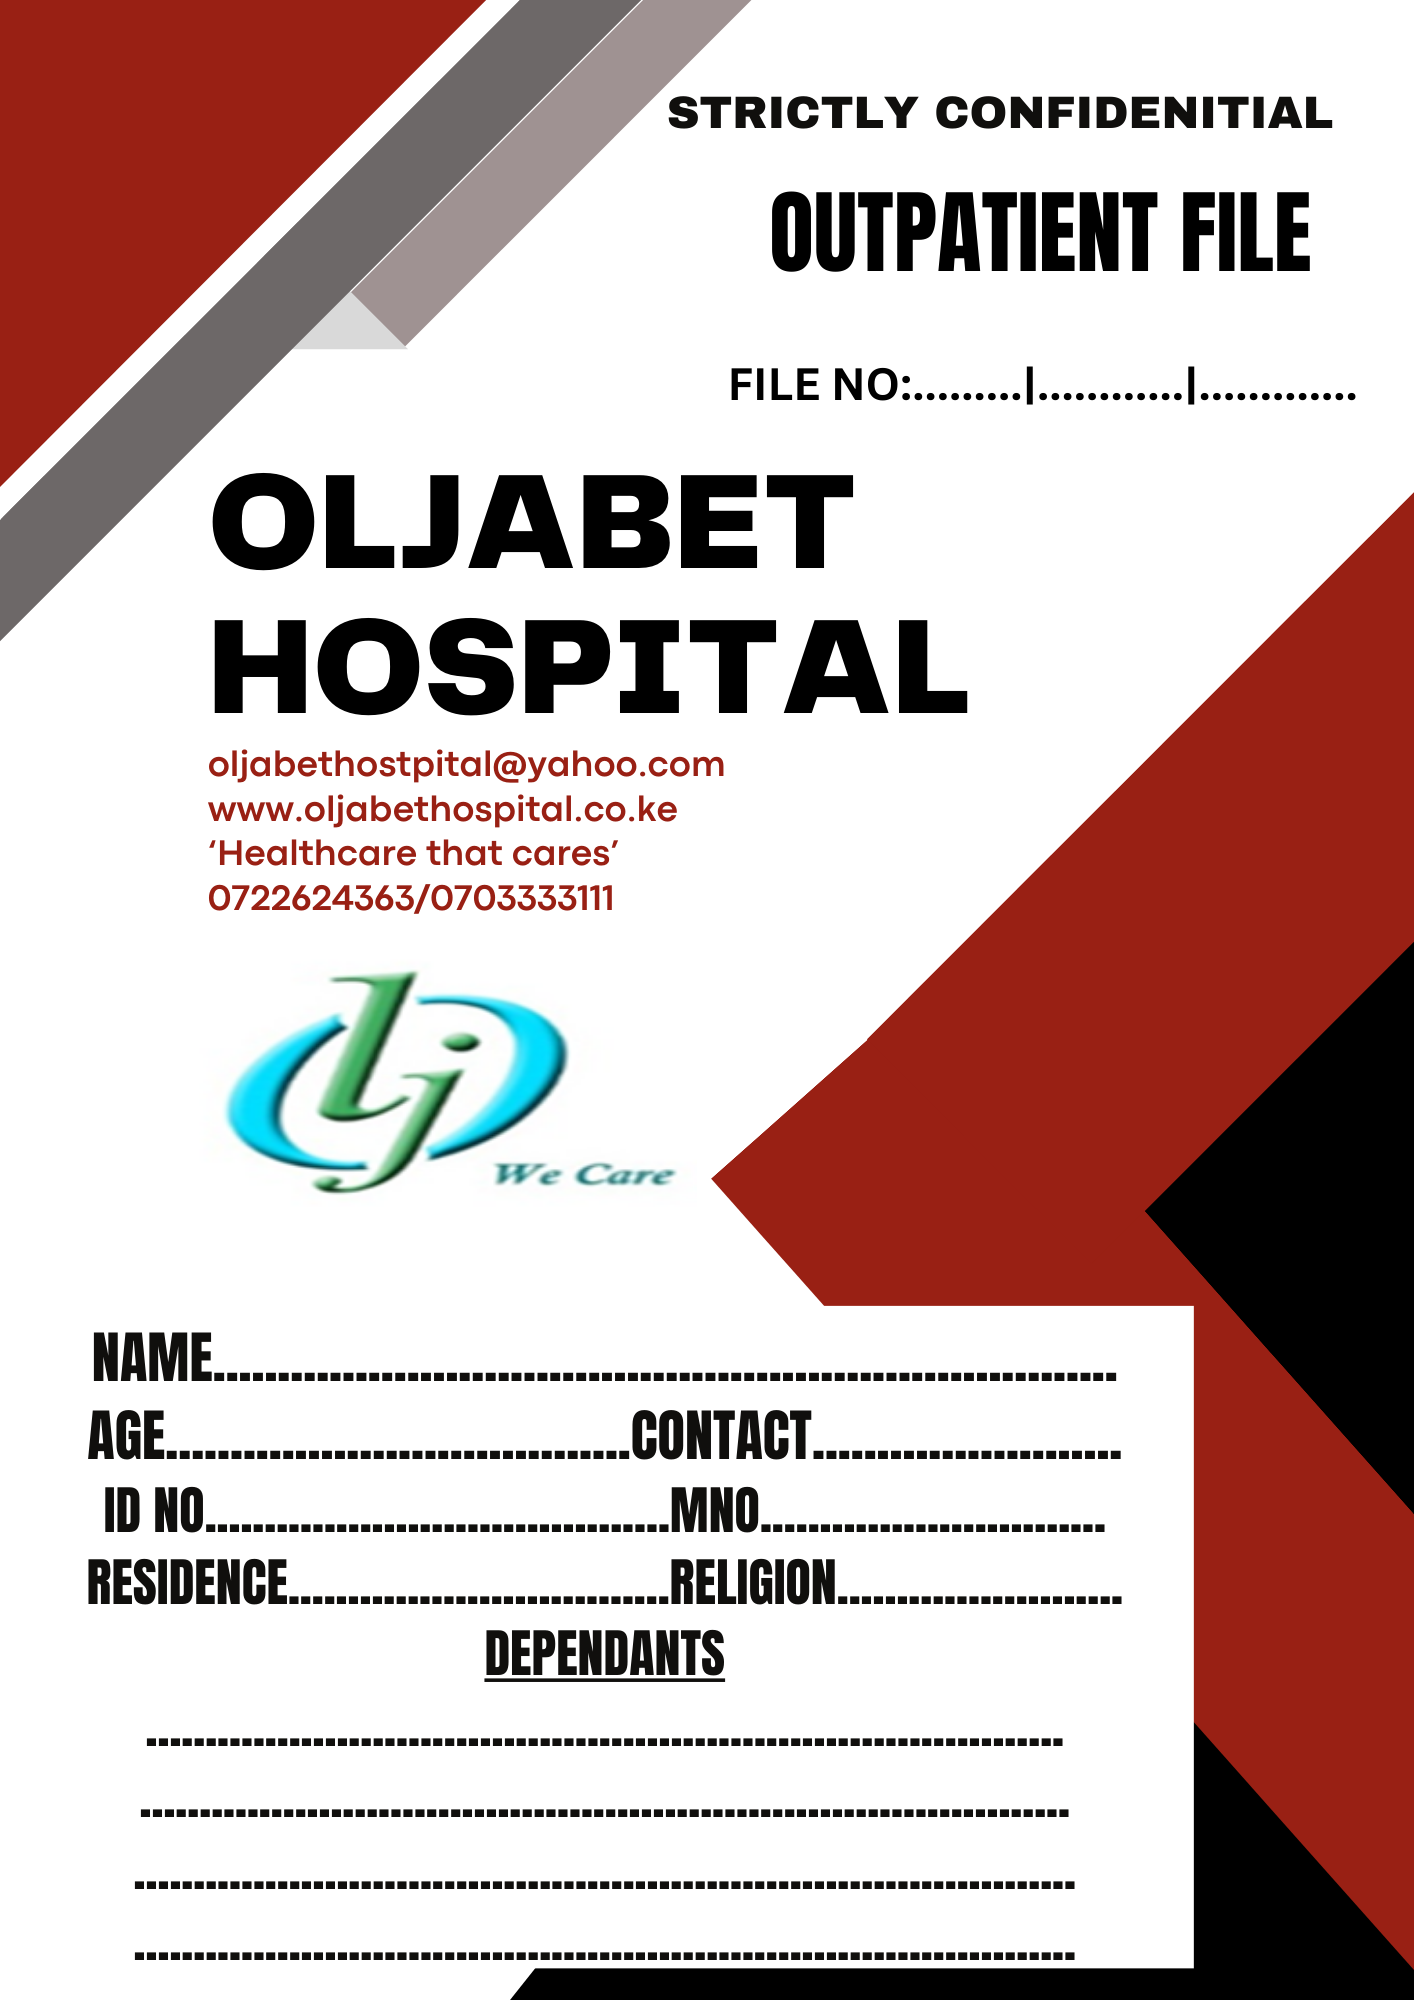 STRICTLY CONFIDENITIAL
OUTPATIENT FILE
FILE NO:.........|............|.............
OLJABET
HOSPITAL
oljabethostpital@yahoo.com
www.oljabethospital.co.ke
‘Healthcare that cares’
0722624363/0703333111
lj
We Care
NAME......................................................................
AGE....................................CONTACT........................
ID NO.......................................MNO.............................
RESIDENCE................................RELIGION........................
DEPENDANTS
.............................................................................
..............................................................................
...............................................................................
...............................................................................